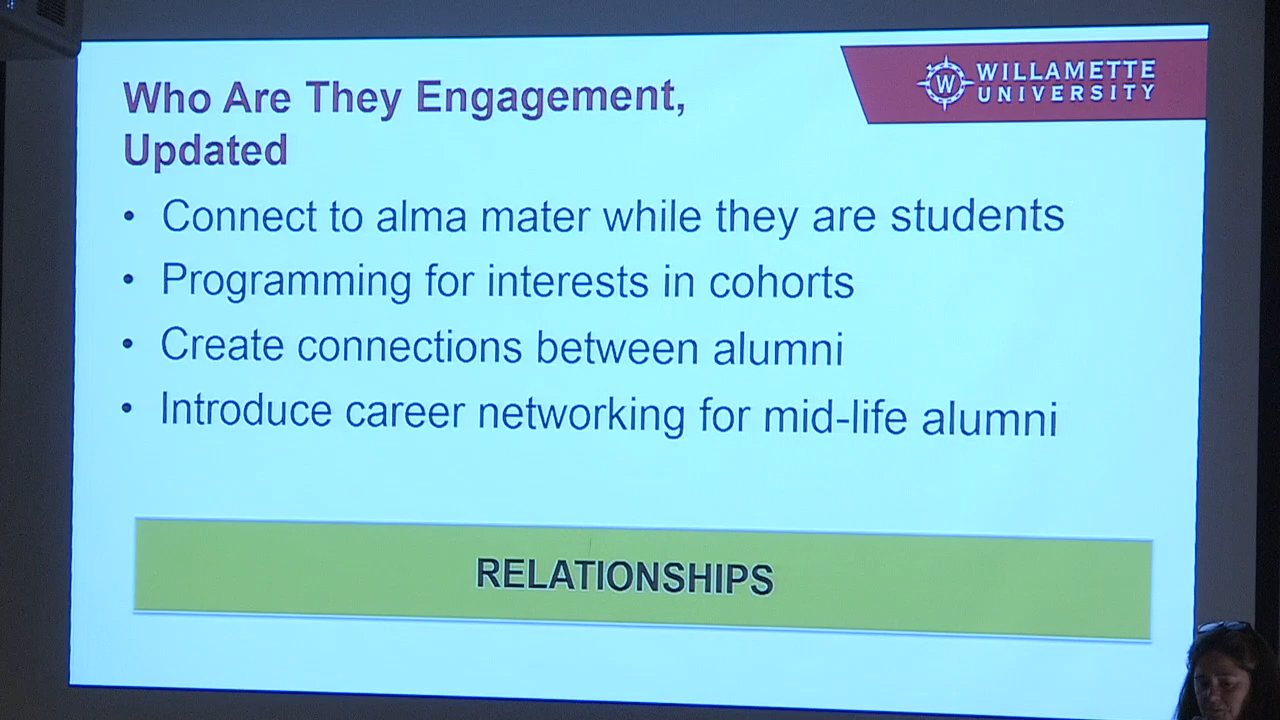 Who Are They Engagement,
Updated
W
WILLAMETTE
UNIVERSITY
• Connect to alma mater while they are students
• Programming for interests in cohorts
• Create connections between alumni
• Introduce career networking for mid-life alumni
RELATIONSHIPS